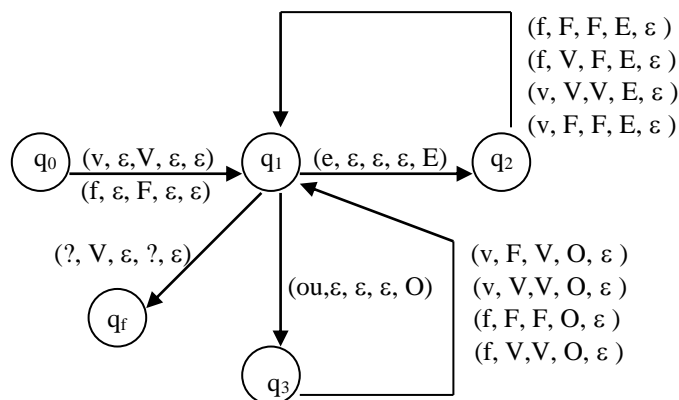 (f, F, F, E, ε )
(f, V, F, E, ε )
(v, V,V, E, ε )
(v, F, F, E, ε )
q₀
(v, ε,V, ε, ε)
(f, ε, F, ε, ε)
q₁
(e, ε, ε, ε, E)
q₂
(?, V, ε, ?, ε)
(ou,ε, ε, ε, O)
(v, F, V, O, ε )
(v, V,V, O, ε )
(f, F, F, O, ε )
(f, V,V, O, ε )
qf
q₃